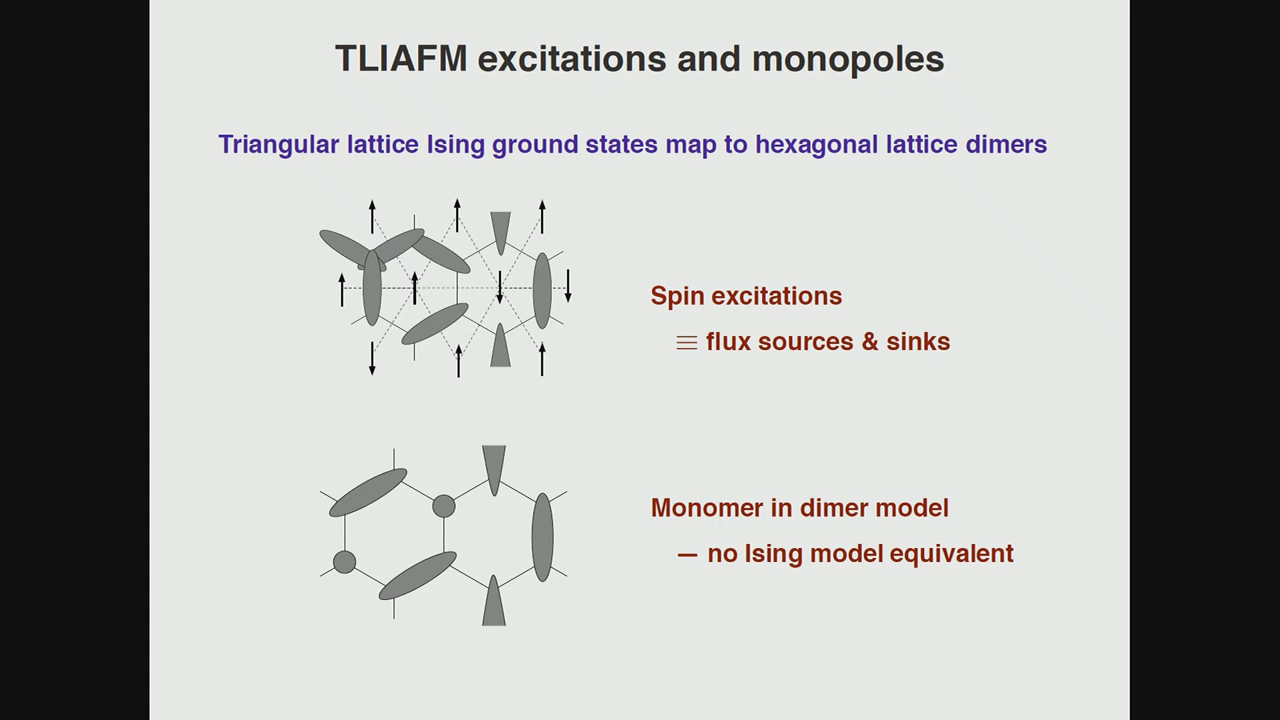 TLIAFM excitations and monopoles
Triangular lattice Ising ground states map to hexagonal lattice dimers
Spin excitations
≡ flux sources & sinks
Monomer in dimer model
— no Ising model equivalent